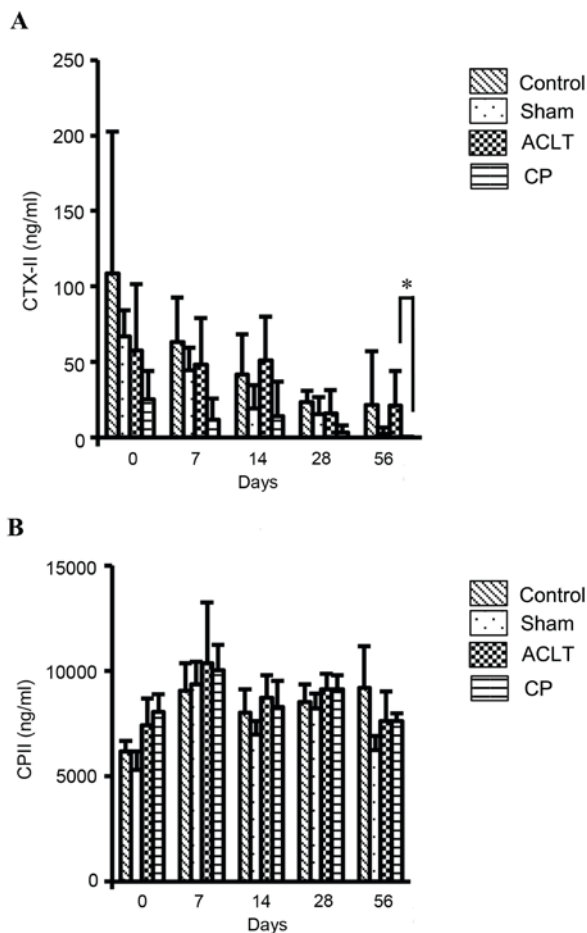 A
250
200
150
100
50
0
CTX-II (ng/ml)
*
0 7 14 28 56
Days
Control
Sham
ACLT
CP
B
15000
10000
5000
0
CPII (ng/ml)
0 7 14 28 56
Days
Control
Sham
ACLT
CP